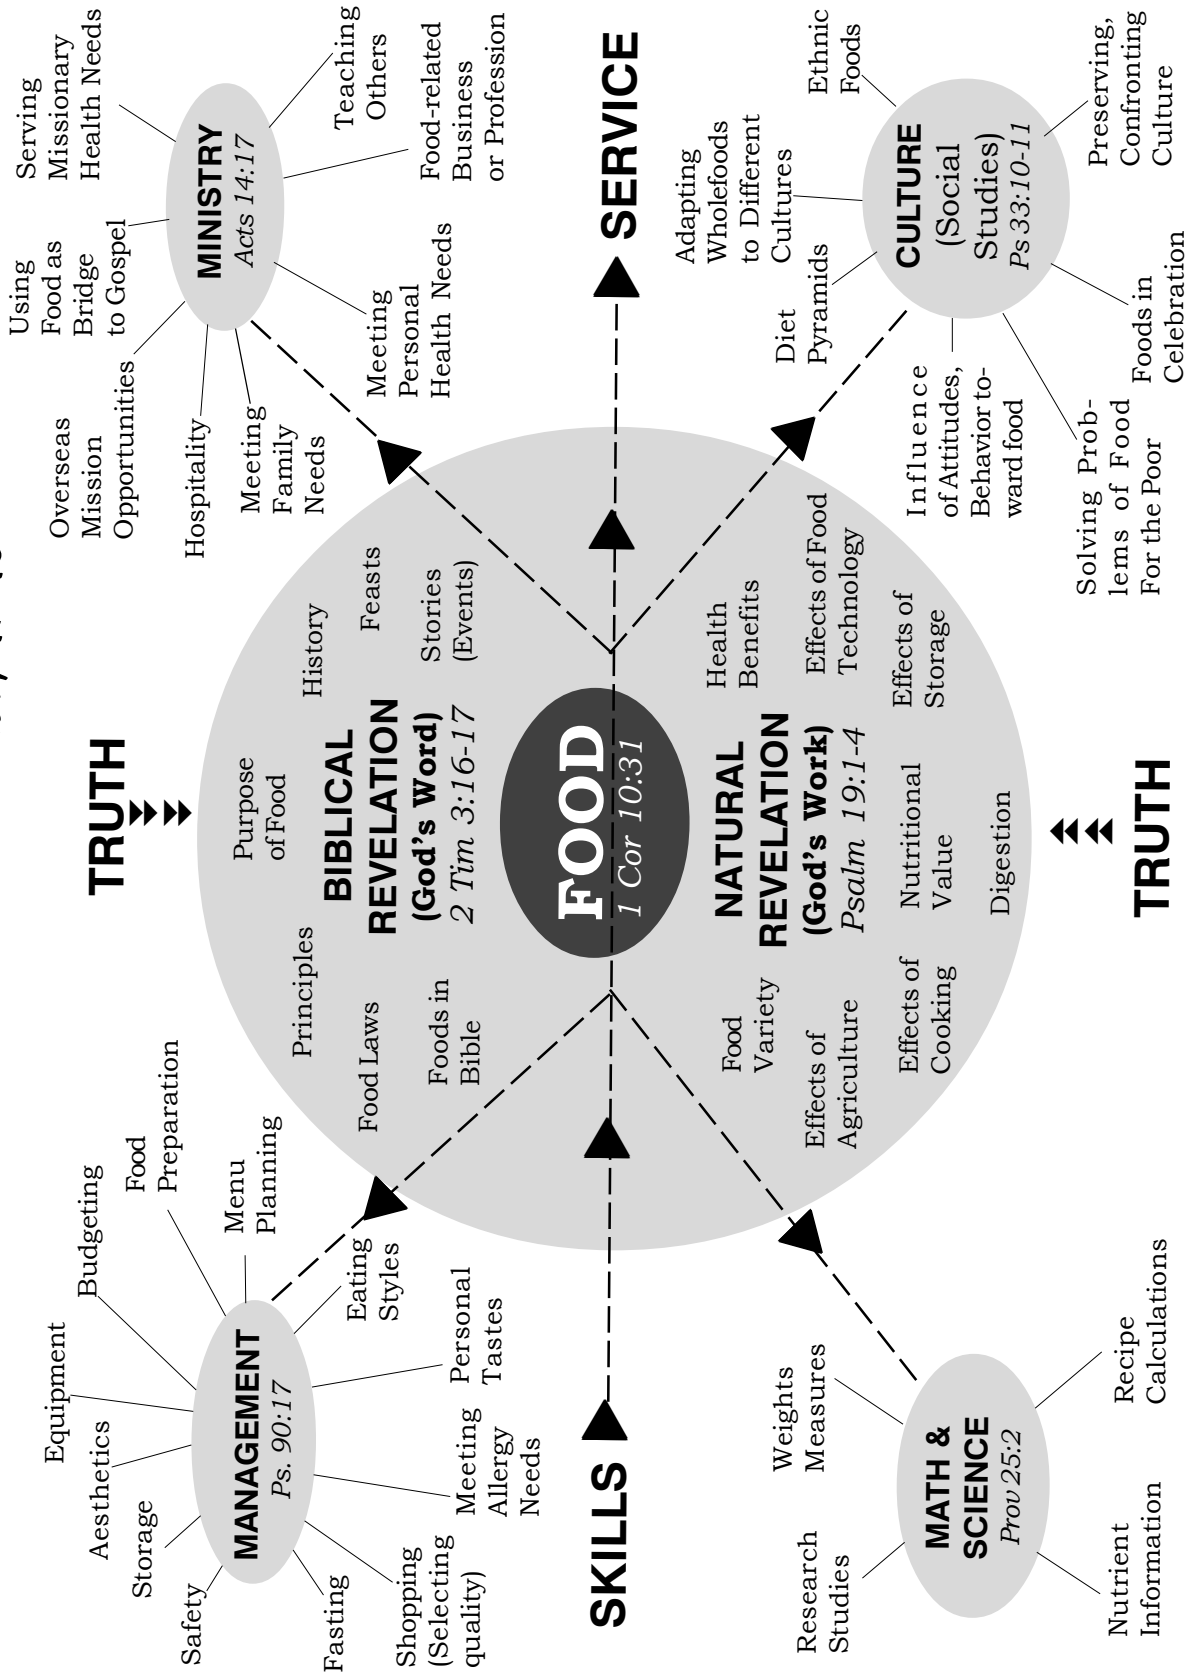 Equipment
Budgeting
Aesthetics
Storage
Safety
Food
Preparation
Menu
Planning
MANAGEMENT
Ps. 90:17
Fasting
Shopping
(Selecting
quality)
Meeting
Allergy
Needs
Personal
Tastes
Eating
Styles
TRUTH
Overseas
Mission
Opportunities
Using
Food as
Bridge
to Gospel
Serving
Missionary
Health Needs
Hospitality
Meeting
Family
Needs
MINISTRY
Acts 14:17
Teaching
Others
Food-related
Business
or Profession
Meeting
Personal
Health Needs
Purpose
of Food
Principles
History
Food Laws
Feasts
Foods in
Bible
Stories
(Events)
BIBLICAL
REVELATION
(God's Word)
2 Tim 3:16-17
SKILLS
FOOD
1 Cor 10:31
SERVICE
NATURAL
REVELATION
(God's Work)
Psalm 19:1-4
Food
Variety
Health
Benefits
Effects of
Agriculture
Effects of Food
Technology
Effects of
Cooking
Nutritional
Value
Effects of
Storage
Digestion
TRUTH
Research
Studies
Weights
Measures
MATH &
SCIENCE
Prov 25:2
Nutrient
Information
Recipe
Calculations
Diet
Pyramids
Adapting
Wholefoods
to Different
Cultures
Ethnic
Foods
CULTURE
(Social
Studies)
Ps 33:10-11
Influence
of Attitudes,
Behavior to-
ward food
Solving Prob-
lems of Food
For the Poor
Foods in
Celebration
Preserving,
Confronting
Culture